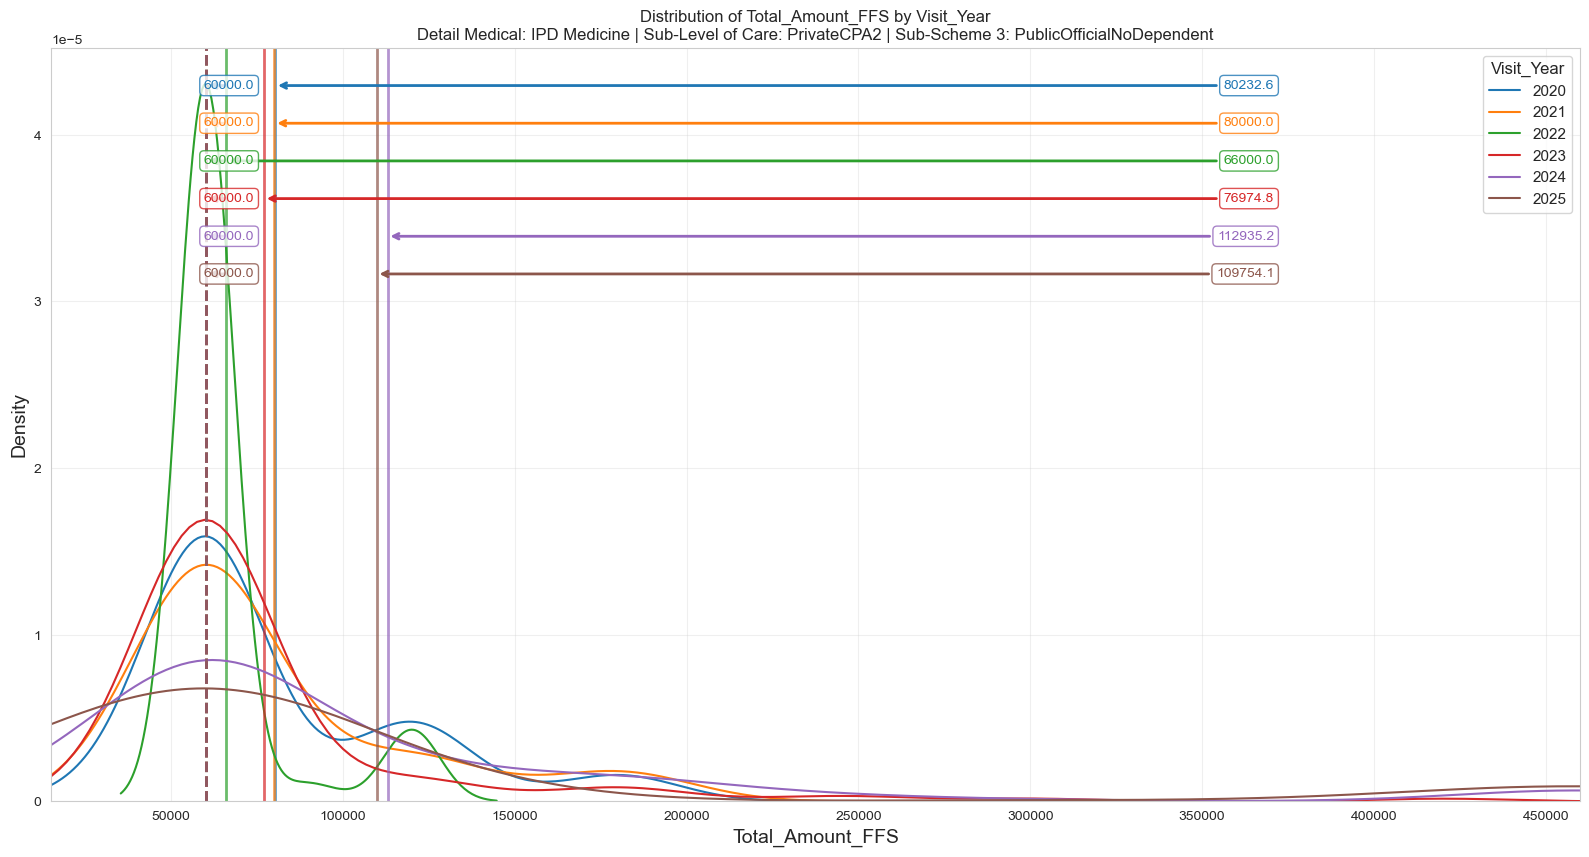 Distribution of Total_Amount_FFS by Visit_Year
Detail Medical: IPD Medicine | Sub-Level of Care: PrivateCPA2 | Sub-Scheme 3: PublicOfficialNoDependent
1e−5
Visit_Year
2020
2021
2022
2023
2024
2025
60000.0 80232.6
60000.0 80000.0
60000.0 66000.0
60000.0 76974.8
60000.0 112935.2
60000.0 109754.1
4
3
2
1
0
Density
50000 100000 150000 200000 250000 300000 350000 400000 450000
Total_Amount_FFS